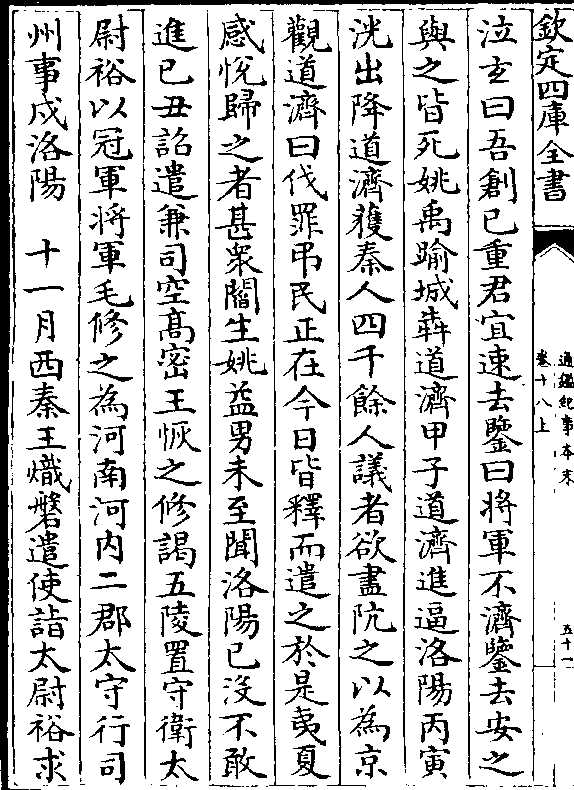 欽定四庫全書
通鑑紀事本末
卷十八上
五十一
泣玄曰吾創已重君宜速去鑒曰將軍不濟鑒去安之
與之皆死姚禹踰城犇道濟甲子道濟進逼洛陽丙寅
洸出降道濟獲秦人四千餘人議者欲盡阬之以為京
觀道濟曰伐罪弔民正在今日皆釋而遣之於是夷夏
感悅歸之者甚衆閻生姚益男未至聞洛陽已沒不敢
進已丑詔遣兼司空髙密王恢之修謁五陵置守衛太
尉裕以冠軍將軍毛修之為河南河内二郡太守行司
州事戍洛陽　十一月西秦王熾磐遣使詣太尉裕求